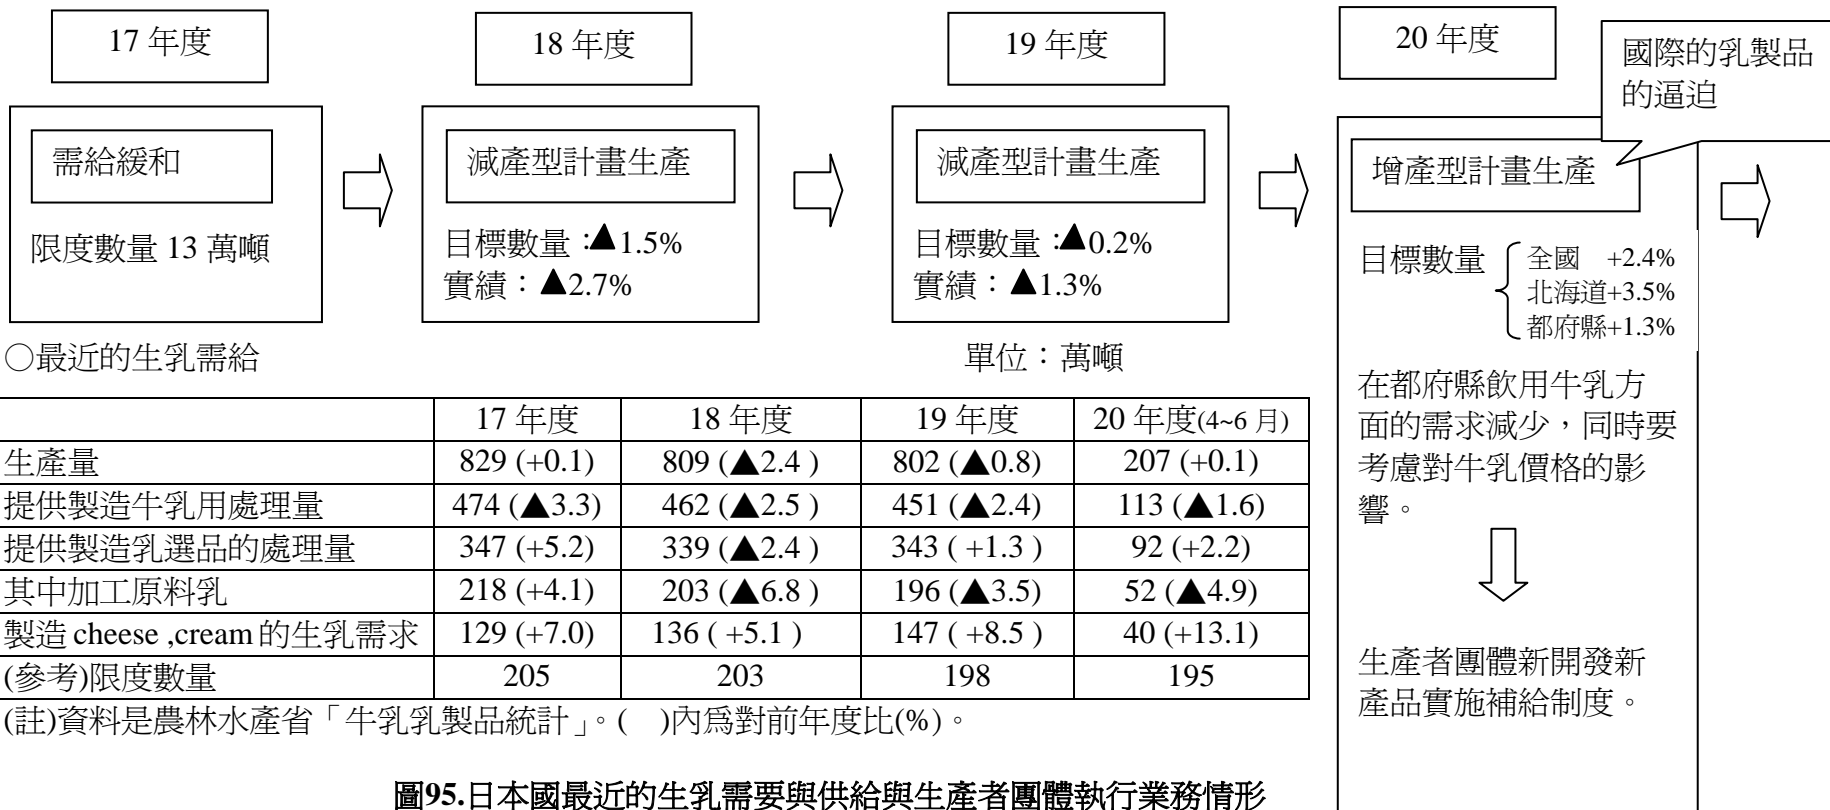 17 年度
18 年度
19 年度
20 年度
國際的乳製品
的逼迫
需給緩和
限度數量 13 萬噸
減產型計畫生產
目標數量：▲1.5%
實績：▲2.7%
減產型計畫生產
目標數量：▲0.2%
實績：▲1.3%
增產型計畫生產
目標數量
全國 +2.4%
北海道+3.5%
都府縣+1.3%
在都府縣飲用牛乳方
面的需求減少，同時要
考慮對牛乳價格的影
響。
生產者團體新開發新
產品實施補給制度。
○最近的生乳需給 單位：萬噸
17 年度 18 年度 19 年度 20 年度(4~6 月)
生產量 829 (+0.1) 809 (▲2.4 ) 802 (▲0.8) 207 (+0.1)
提供製造牛乳用處理量 474 (▲3.3) 462 (▲2.5 ) 451 (▲2.4) 113 (▲1.6)
提供製造乳選品的處理量 347 (+5.2) 339 (▲2.4 ) 343 ( +1.3 ) 92 (+2.2)
其中加工原料乳 218 (+4.1) 203 (▲6.8 ) 196 (▲3.5) 52 (▲4.9)
製造 cheese ,cream 的生乳需求 129 (+7.0) 136 ( +5.1 ) 147 ( +8.5 ) 40 (+13.1)
(參考)限度數量 205 203 198 195
(註)資料是農林水產省「牛乳乳製品統計」。( )內為對前年度比(%)。
圖95.日本國最近的生乳需要與供給與生產者團體執行業務情形